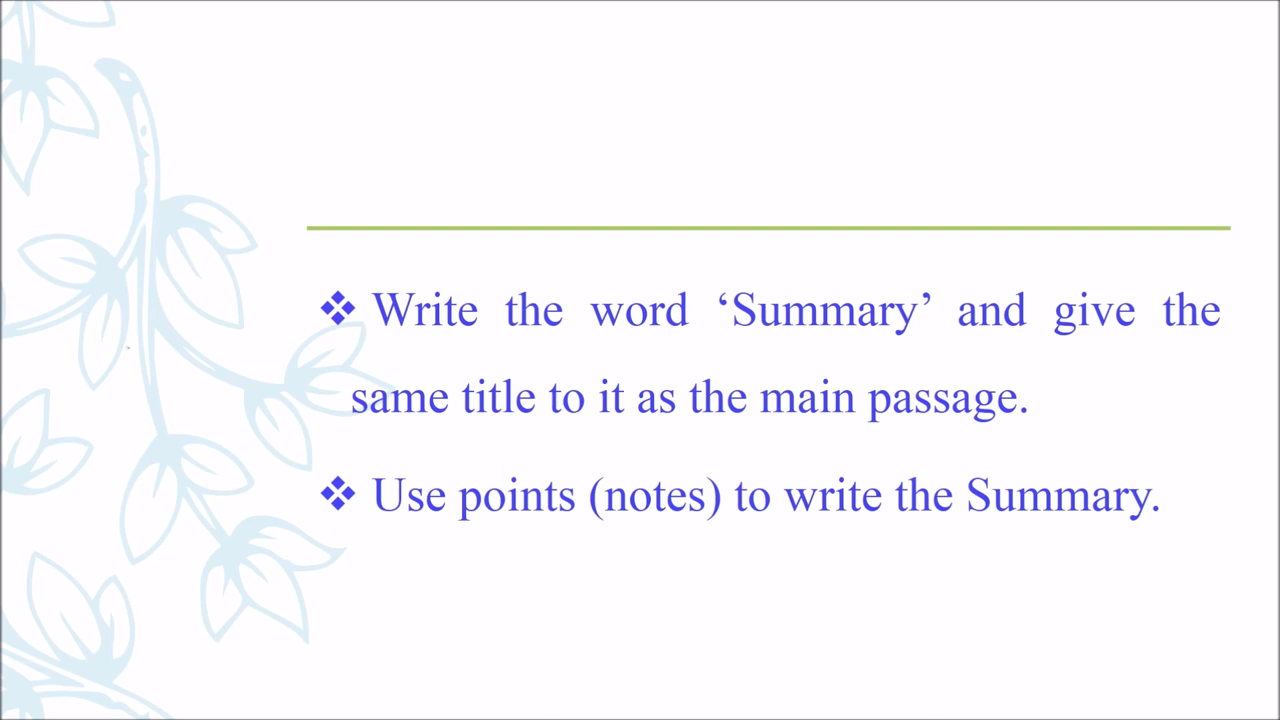 ❖ Write the word ‘Summary’ and give the
same title to it as the main passage.
❖ Use points (notes) to write the Summary.